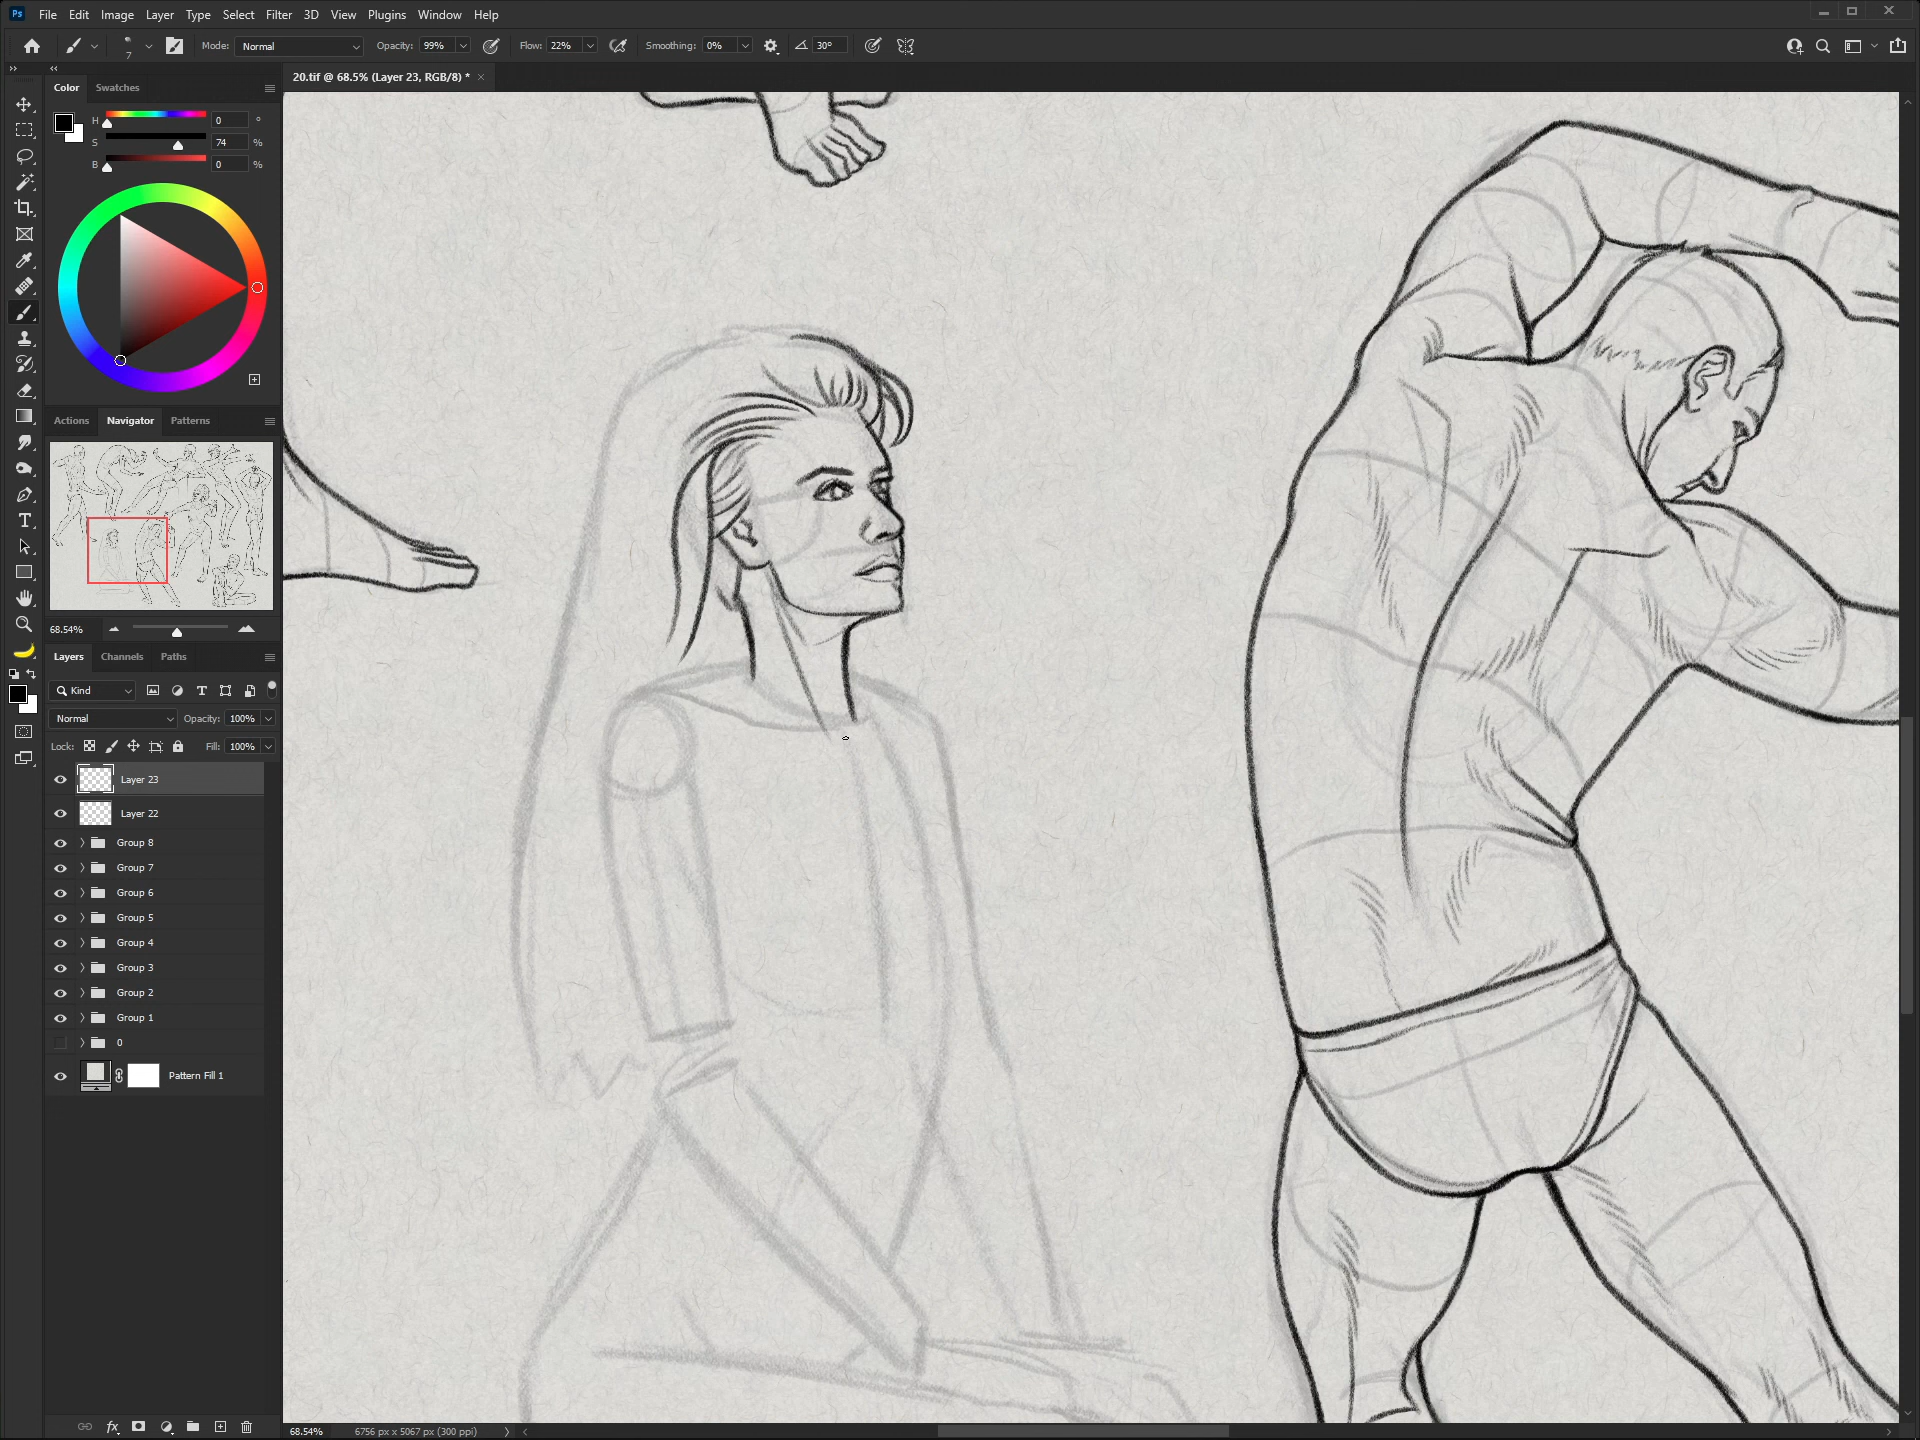 Ps File Edit Image Layer Type Select Filter 3D View Plugins Window Help
7 Mode: Normal Opacity: 99% Flow: 22% Smoothing: 0% 30°
20.tif @ 68.5% (Layer 23, RGB/8) *
Color Swatches
H 0 °
S 74 %
B 0 %
Actions Navigator Patterns
68.54%
Layers Channels Paths
Kind
Normal Opacity: 100%
Lock: Fill: 100%
Layer 23
Layer 22
Group 8
Group 7
Group 6
Group 5
Group 4
Group 3
Group 2
Group 1
0
Pattern Fill 1
fx
68.54% 6756 px x 5067 px (300 ppi)